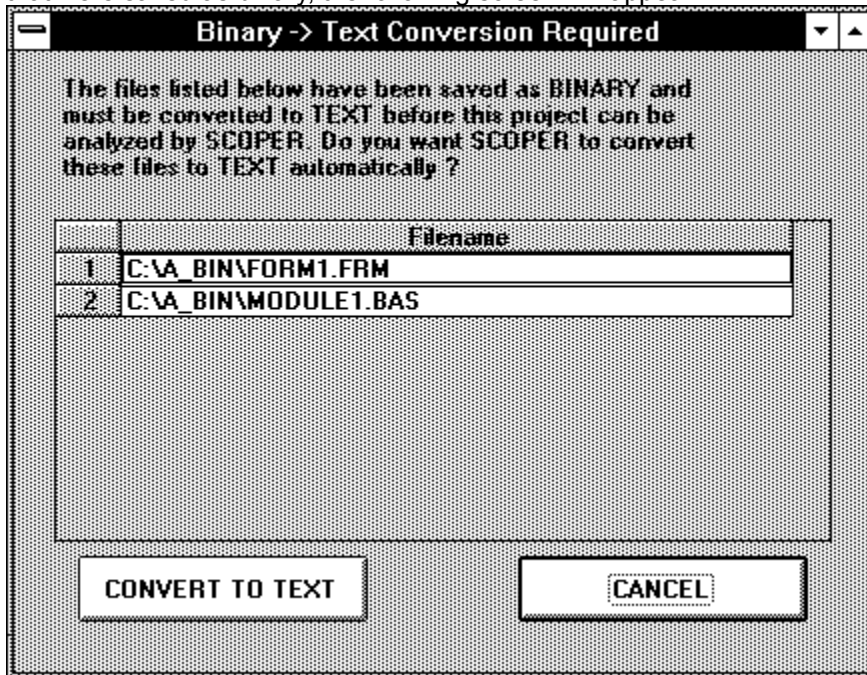 Binary -> Text Conversion Required
The files listed below have been saved as BINARY and
must be converted to TEXT before this project can be
analyzed by SCOPER. Do you want SCOPER to convert
these files to TEXT automatically ?
Filename
1 C:\A_BIN\FORM1.FRM
2 C:\A_BIN\MODULE1.BAS
CONVERT TO TEXT CANCEL